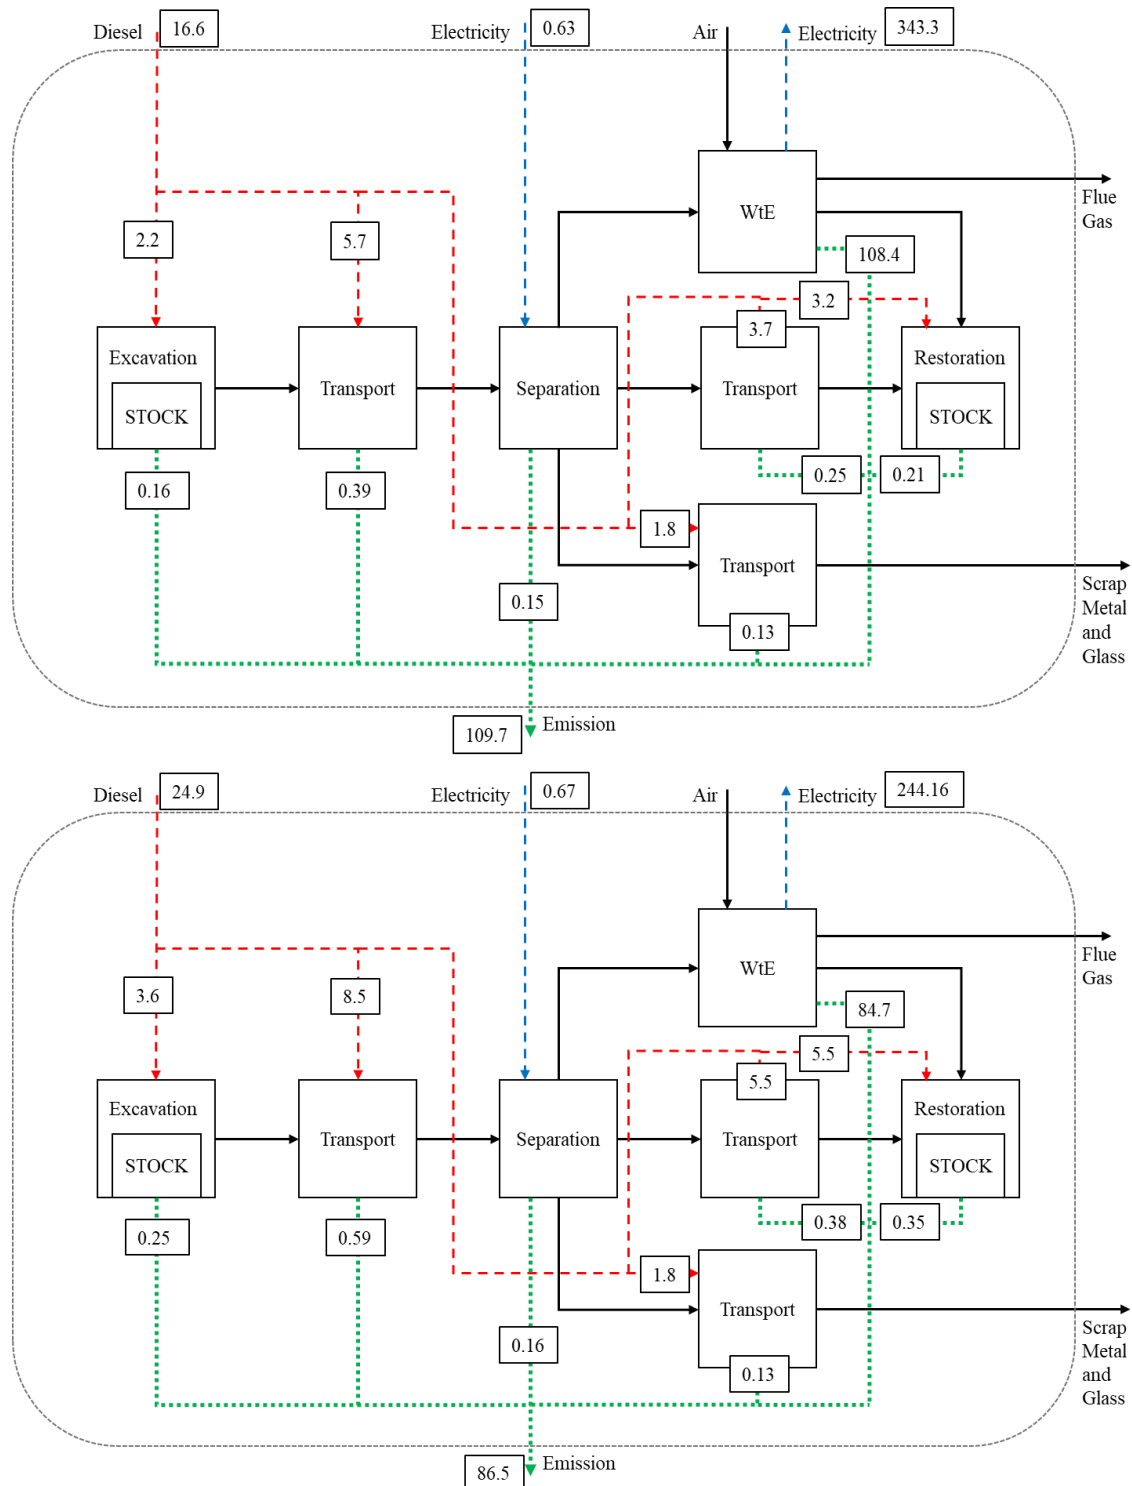 Diesel 16.6 Electricity 0.63 Air Electricity 343.3
WtE
Flue
Gas
2.2 5.7 108.4
3.2
3.7
Excavation
STOCK
Transport
Separation
Transport
Restoration
STOCK
0.16 0.39 0.25 0.21
1.8
Transport
Scrap
Metal
and
Glass
0.15
0.13
109.7 Emission
Diesel 24.9 Electricity 0.67 Air Electricity 244.16
WtE
Flue
Gas
3.6 8.5 84.7
5.5
5.5
Excavation
STOCK
Transport
Separation
Transport
Restoration
STOCK
0.25 0.59 0.38 0.35
1.8
Transport
Scrap
Metal
and
Glass
0.16
0.13
86.5 Emission